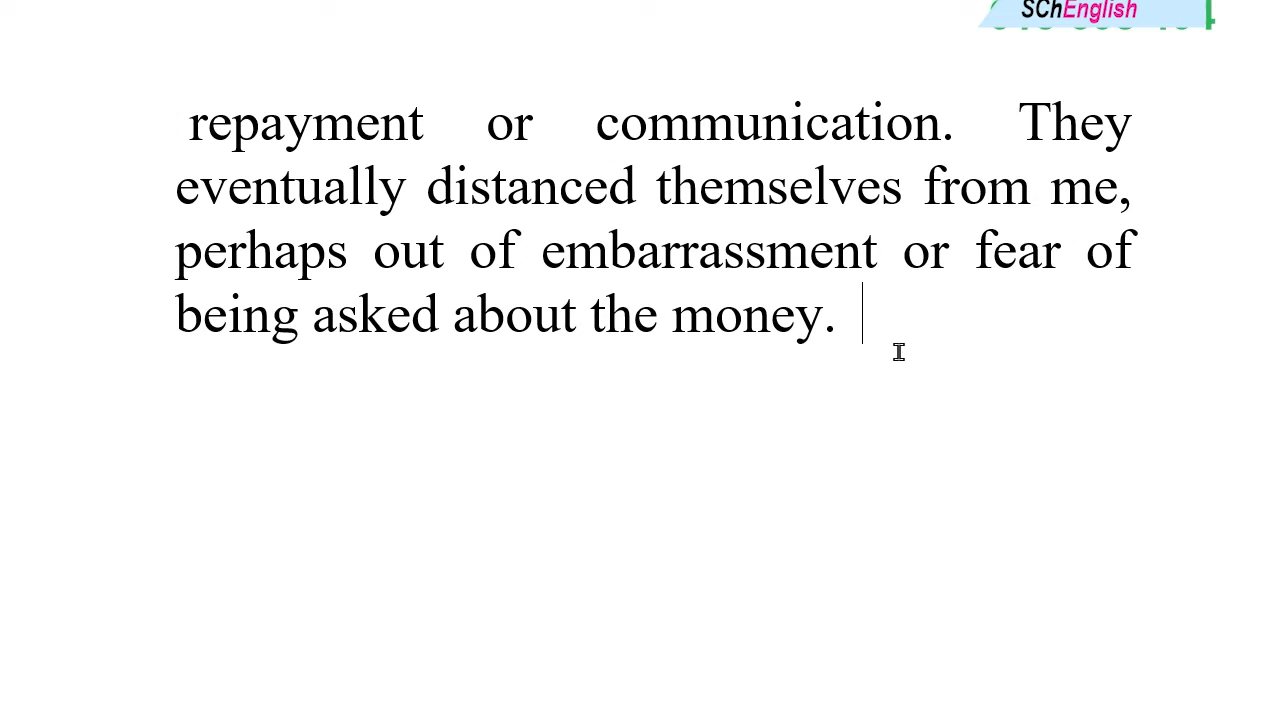 SChEnglish
repayment or communication. They
eventually distanced themselves from me,
perhaps out of embarrassment or fear of
being asked about the money.